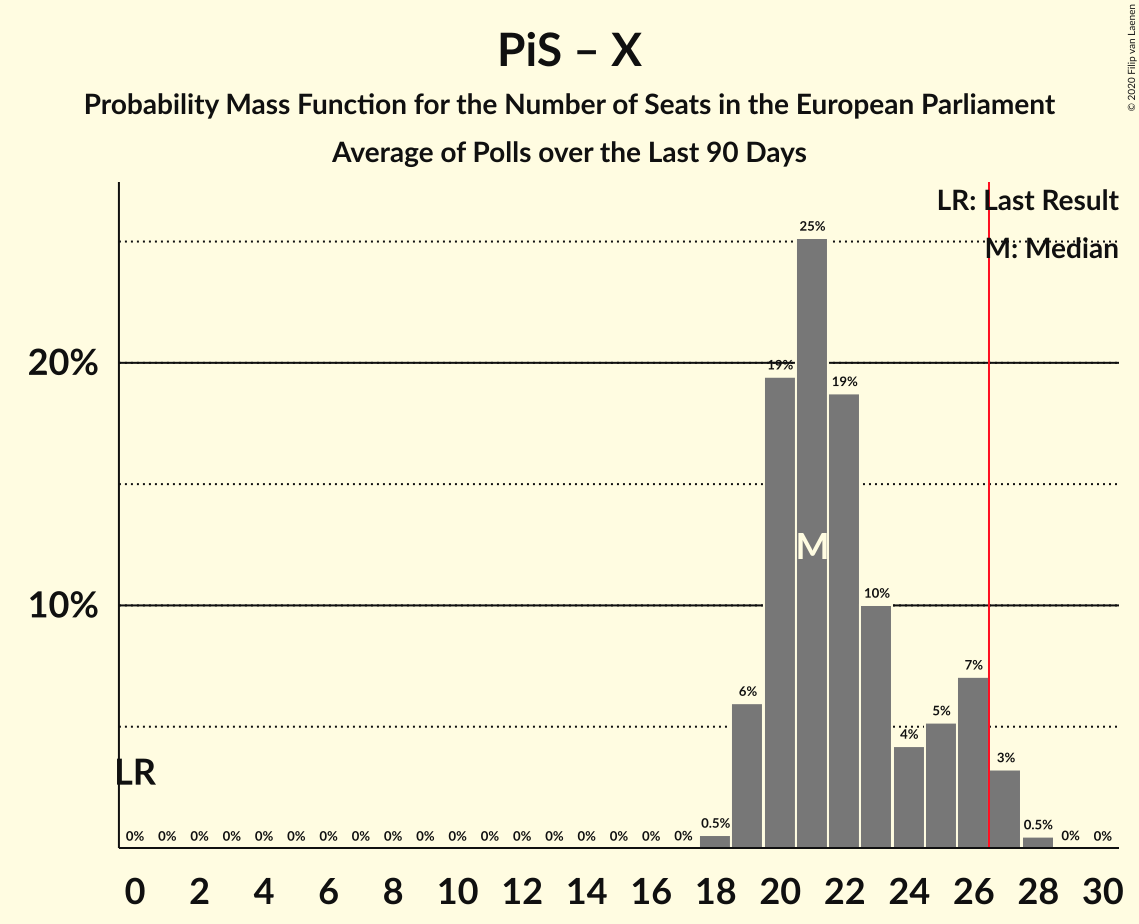 PiS – X
Probability Mass Function for the Number of Seats in the European Parliament
Average of Polls over the Last 90 Days
© 2020 Filip van Laenen
LR: Last Result
M: Median
25%
20%
19%
19%
M
10%
10%
7%
6%
5%
4%
3%
LR
0% 0% 0% 0% 0% 0% 0% 0% 0% 0% 0% 0% 0% 0% 0% 0% 0% 0% 0.5% 0.5% 0% 0%
0 2 4 6 8 10 12 14 16 18 20 22 24 26 28 30